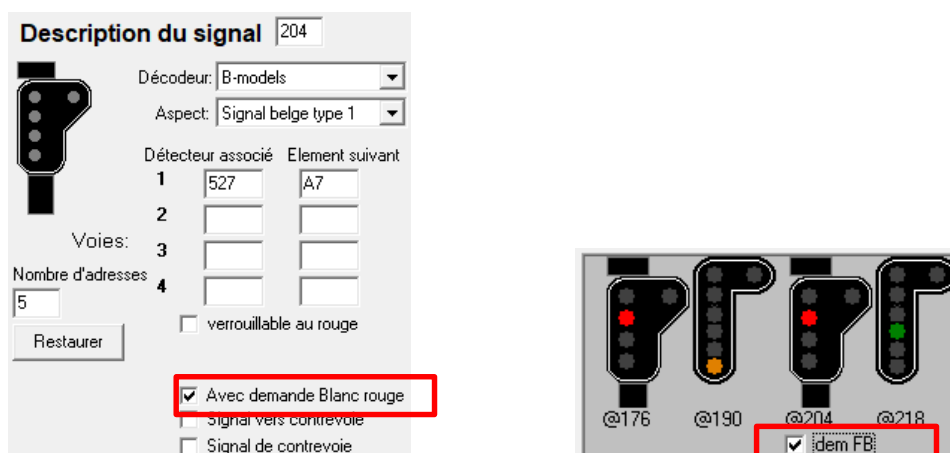 Description du signal 204
Décodeur: B-models
Aspect: Signal belge type 1
Détecteur associé Element suivant
1 527 A7
2
Voies:
3
Nombre d'adresses
4
5
verrouillable au rouge
Restaurer
Avec demande Blanc rouge
Signal vers contrevoie
Signal de contrevoie
@176 @190 @204 @218
dem FB